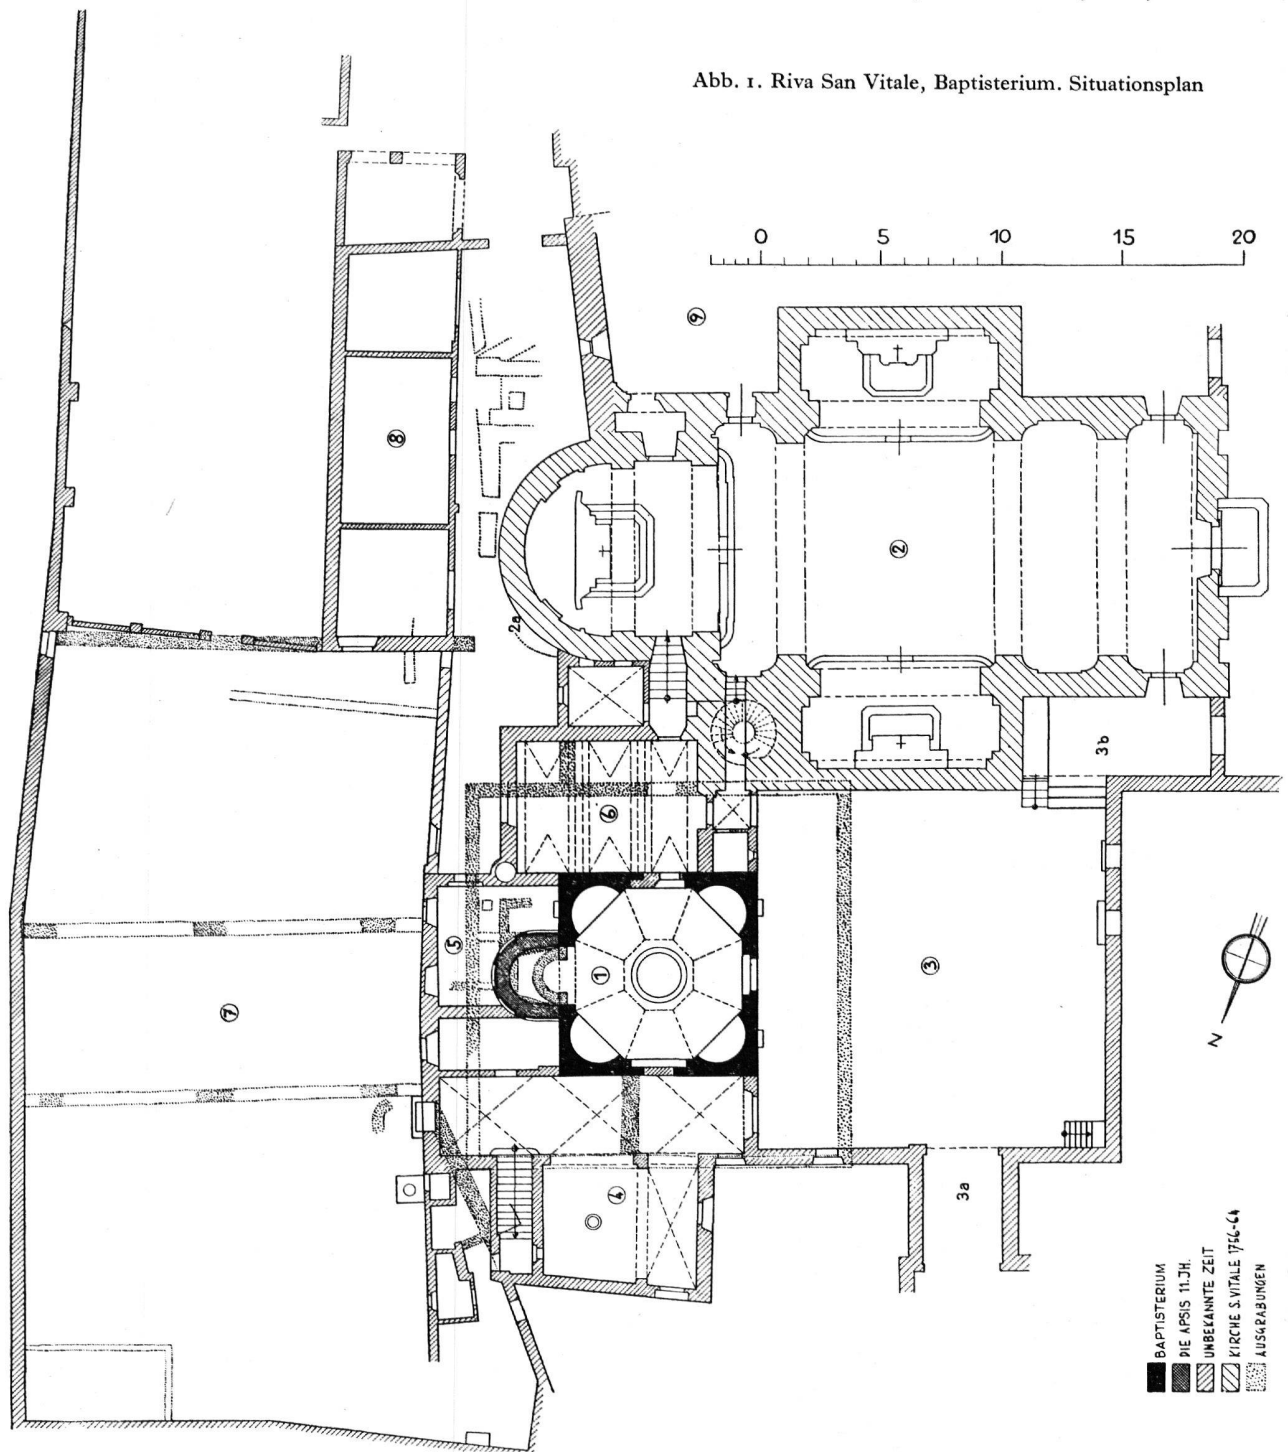 Abb. 1. Riva San Vitale, Baptisterium. Situationsplan
0 5 10 15 20
9
8
2
2a
3b
6
5
1
3
7
4
3a
N
BAPTISTERIUM
DIE APSIS 11.JH.
UNBEKANNTE ZEIT
KIRCHE S.VITALE 1756-64
AUSGRABUNGEN